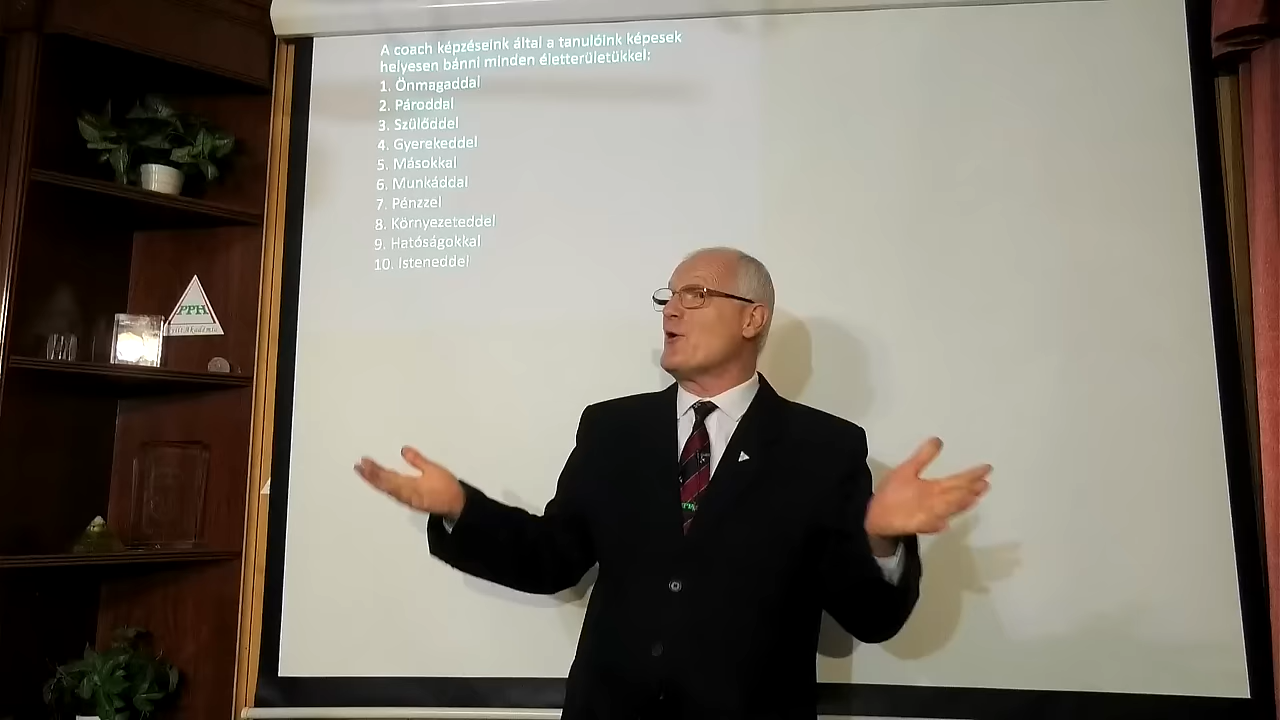 A coach képzéseink által a tanulóink képesek
helyesen bánni minden életterületükkel:
1. Önmagaddal
2. Pároddal
3. Szülőddel
4. Gyerekeddel
5. Másokkal
6. Munkáddal
7. Pénzzel
8. Környezeteddel
9. Hatóságokkal
10. Isteneddel
PPH